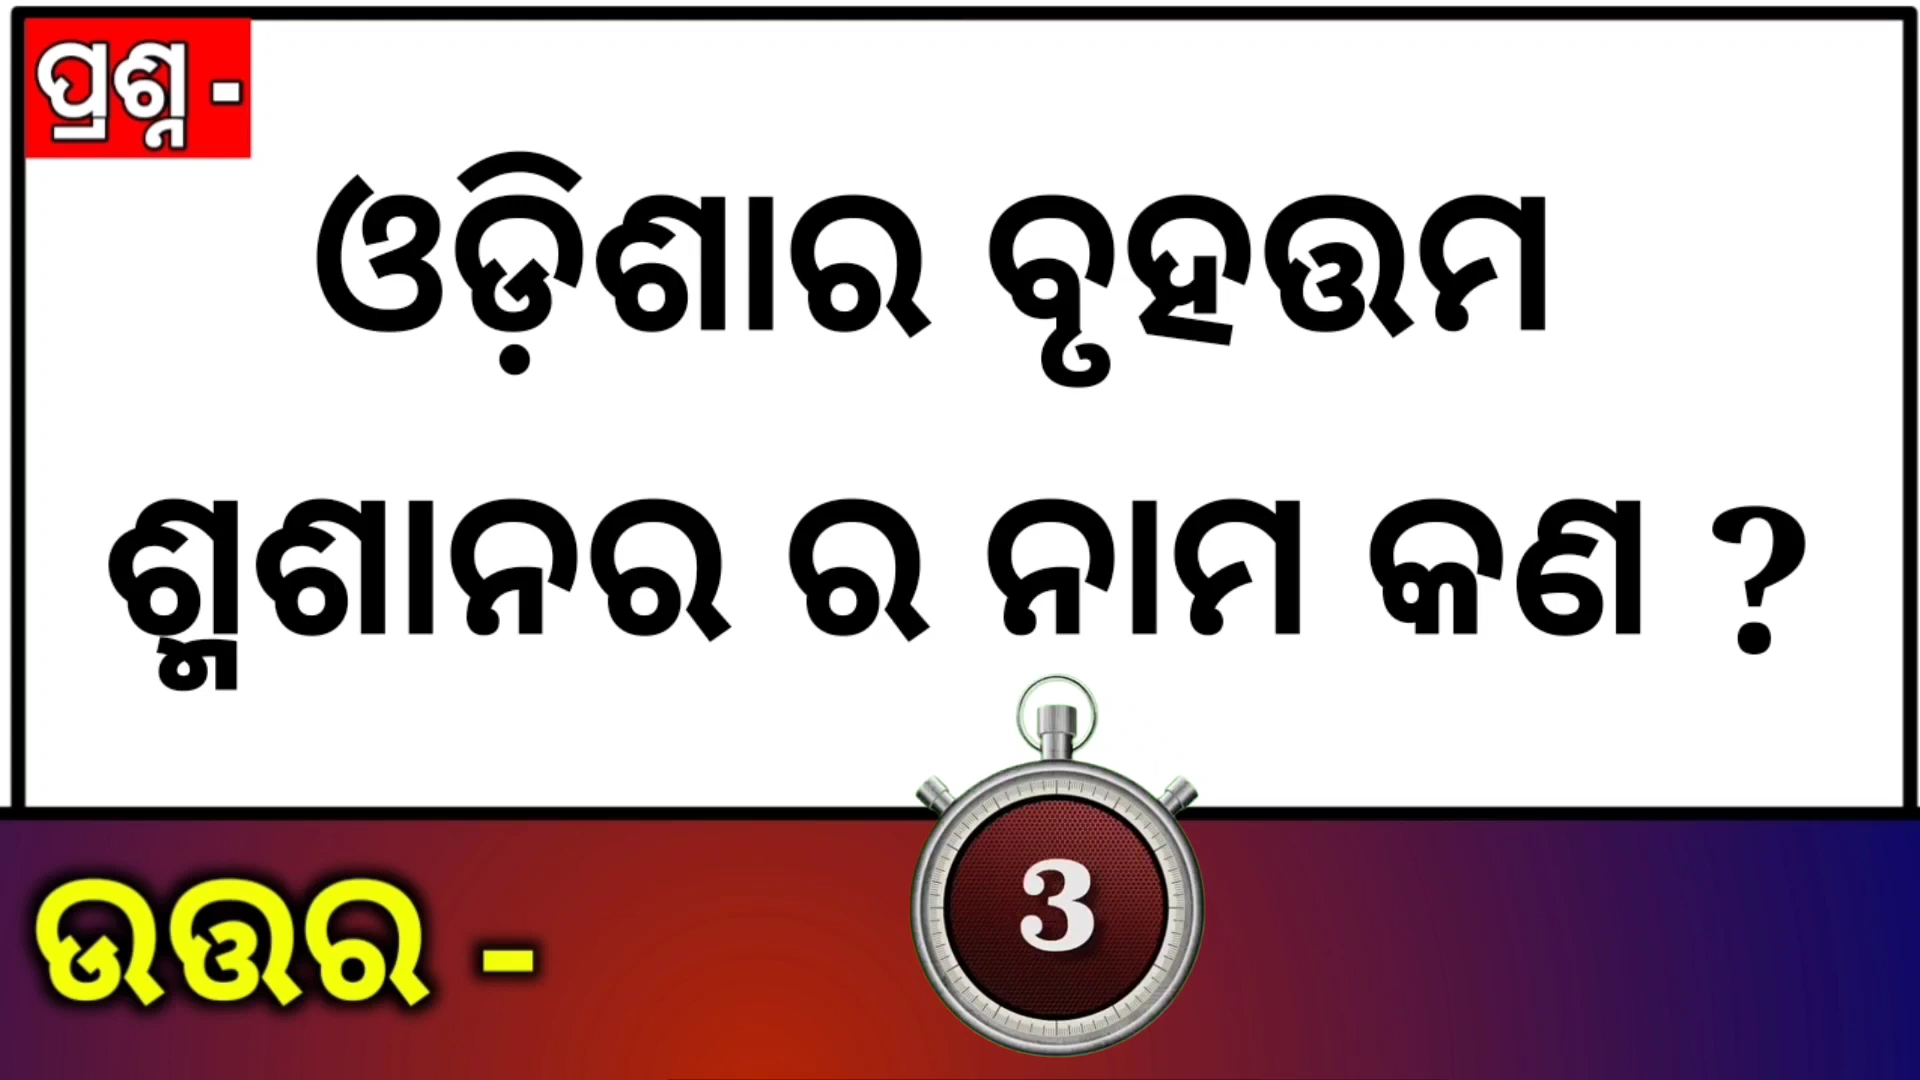 ପ୍ରଶ୍ନ -
ଓଡ଼ିଶାର ବୃହତ୍ତମ
ଶ୍ମଶାନର ର ନାମ କଣ ?
3
ଉତ୍ତର -